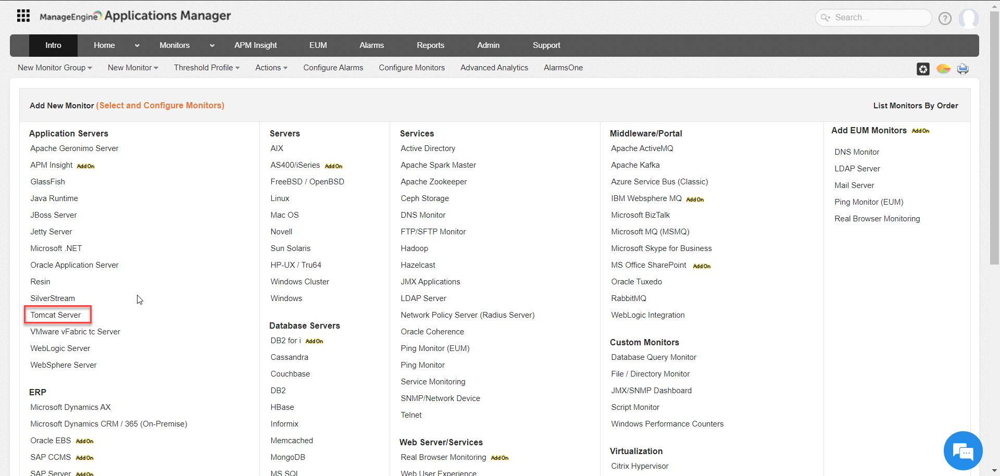 ManageEngine Applications Manager
Search...
?
Intro
Home
Monitors
APM Insight
EUM
Alarms
Reports
Admin
Support
New Monitor Group
New Monitor
Threshold Profile
Actions
Configure Alarms
Configure Monitors
Advanced Analytics
AlarmsOne
Add New Monitor (Select and Configure Monitors)
List Monitors By Order
Application Servers
Apache Geronimo Server
APM Insight Add On
GlassFish
Java Runtime
JBoss Server
Jetty Server
Microsoft .NET
Oracle Application Server
Resin
SilverStream
Tomcat Server
VMware vFabric tc Server
WebLogic Server
WebSphere Server
ERP
Microsoft Dynamics AX
Microsoft Dynamics CRM / 365 (On-Premise)
Oracle EBS Add On
SAP CCMS Add On
SAP Server Add On
Servers
AIX
AS400/iSeries Add On
FreeBSD / OpenBSD
Linux
Mac OS
Novell
Sun Solaris
HP-UX / Tru64
Windows Cluster
Windows
Database Servers
DB2 for i Add On
Cassandra
Couchbase
DB2
HBase
Informix
Memcached
MongoDB
MS SQL
Services
Active Directory
Apache Spark Master
Apache Zookeeper
Ceph Storage
DNS Monitor
FTP/SFTP Monitor
Hadoop
Hazelcast
JMX Applications
LDAP Server
Network Policy Server (Radius Server)
Oracle Coherence
Ping Monitor (EUM)
Ping Monitor
Service Monitoring
SNMP/Network Device
Telnet
Web Server/Services
Real Browser Monitoring Add On
Web User Experience
Middleware/Portal
Apache ActiveMQ
Apache Kafka
Azure Service Bus (Classic)
IBM Websphere MQ Add On
Microsoft BizTalk
Microsoft MQ (MSMQ)
Microsoft Skype for Business
MS Office SharePoint Add On
Oracle Tuxedo
RabbitMQ
WebLogic Integration
Custom Monitors
Database Query Monitor
File / Directory Monitor
JMX/SNMP Dashboard
Script Monitor
Windows Performance Counters
Virtualization
Citrix Hypervisor
Add EUM Monitors Add On
DNS Monitor
LDAP Server
Mail Server
Ping Monitor (EUM)
Real Browser Monitoring